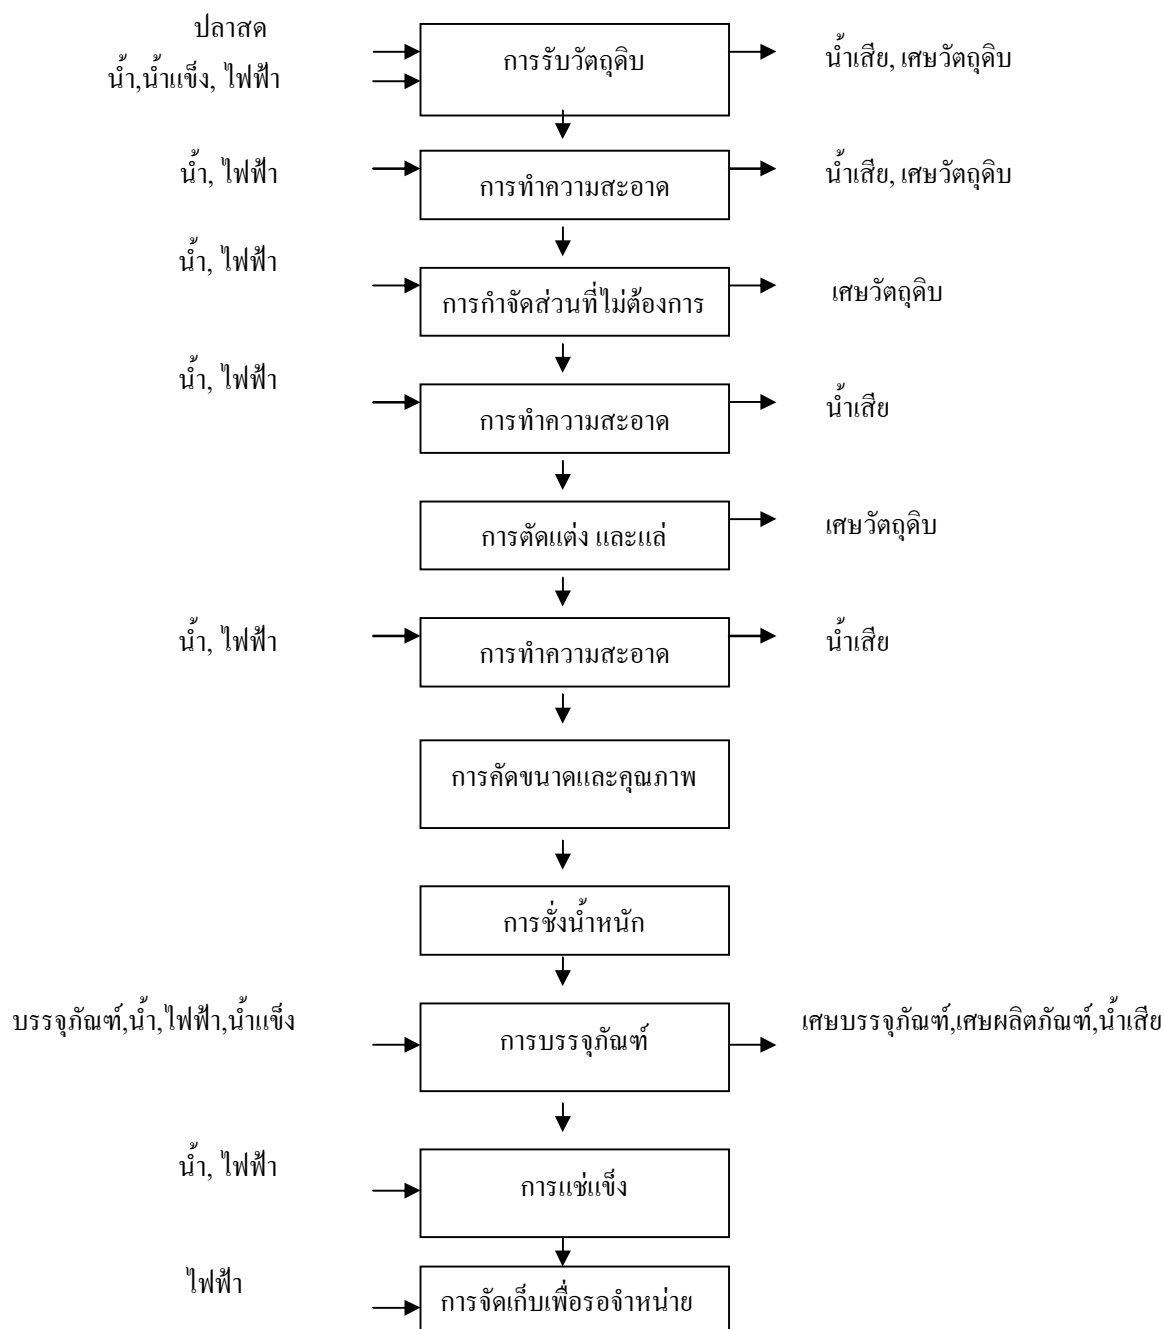 ปลาสด
น้ำ,น้ำแข็ง, ไฟฟ้า
การรับวัตถุดิบ
น้ำเสีย, เศษวัตถุดิบ
น้ำ, ไฟฟ้า
การทำความสะอาด
น้ำเสีย, เศษวัตถุดิบ
น้ำ, ไฟฟ้า
การกำจัดส่วนที่ไม่ต้องการ
เศษวัตถุดิบ
น้ำ, ไฟฟ้า
การทำความสะอาด
น้ำเสีย
การตัดแต่ง และแล่
เศษวัตถุดิบ
น้ำ, ไฟฟ้า
การทำความสะอาด
น้ำเสีย
การคัดขนาดและคุณภาพ
การชั่งน้ำหนัก
บรรจุภัณฑ์,น้ำ,ไฟฟ้า,น้ำแข็ง
การบรรจุภัณฑ์
เศษบรรจุภัณฑ์,เศษผลิตภัณฑ์,น้ำเสีย
น้ำ, ไฟฟ้า
การแช่แข็ง
ไฟฟ้า
การจัดเก็บเพื่อรอจำหน่าย